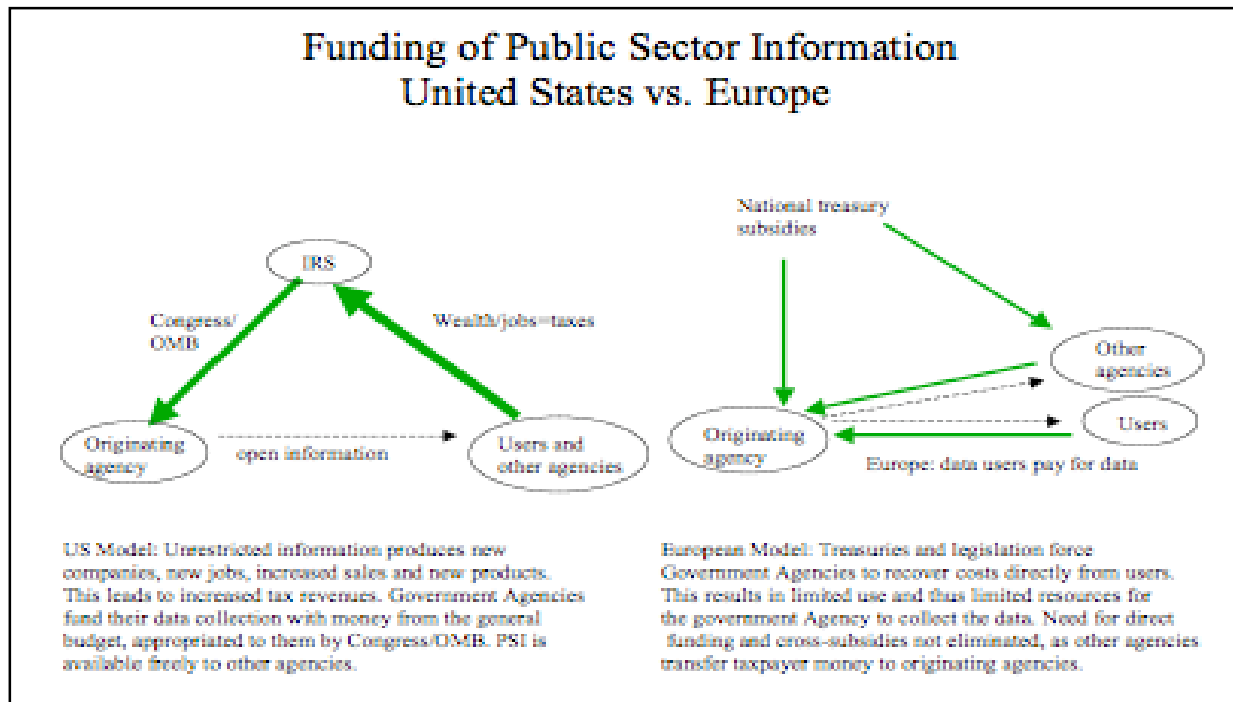 Funding of Public Sector Information
United States vs. Europe
National treasury
subsidies
IRS
Congress/
OMB
Wealth/jobs=taxes
Other
agencies
Originating
agency
open information
Users and
other agencies
Originating
agency
Users
Europe: data users pay for data
US Model: Unrestricted information produces new
companies, new jobs, increased sales and new products.
This leads to increased tax revenues. Government Agencies
fund their data collection with money from the general
budget, appropriated to them by Congress/OMB. PSI is
available freely to other agencies.
European Model: Treasuries and legislation force
Government Agencies to recover costs directly from users.
This results in limited use and thus limited resources for
the government Agency to collect the data. Need for direct
funding and cross-subsidies not eliminated, as other agencies
transfer taxpayer money to originating agencies.